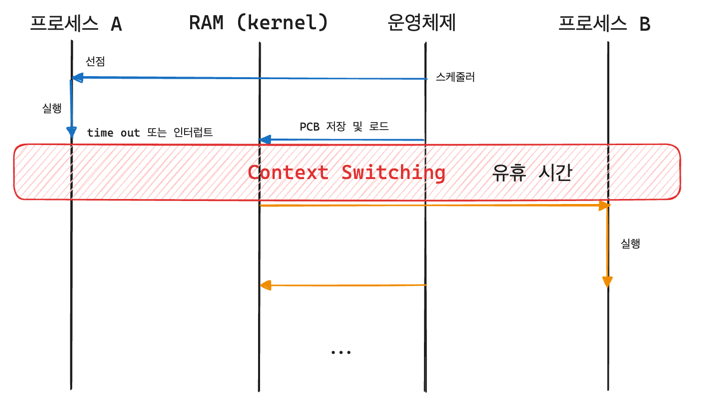 프로세스 A
RAM (kernel)
운영체제
프로세스 B
선점
스케줄러
실행
time out 또는 인터럽트
PCB 저장 및 로드
Context Switching
유휴 시간
실행
...